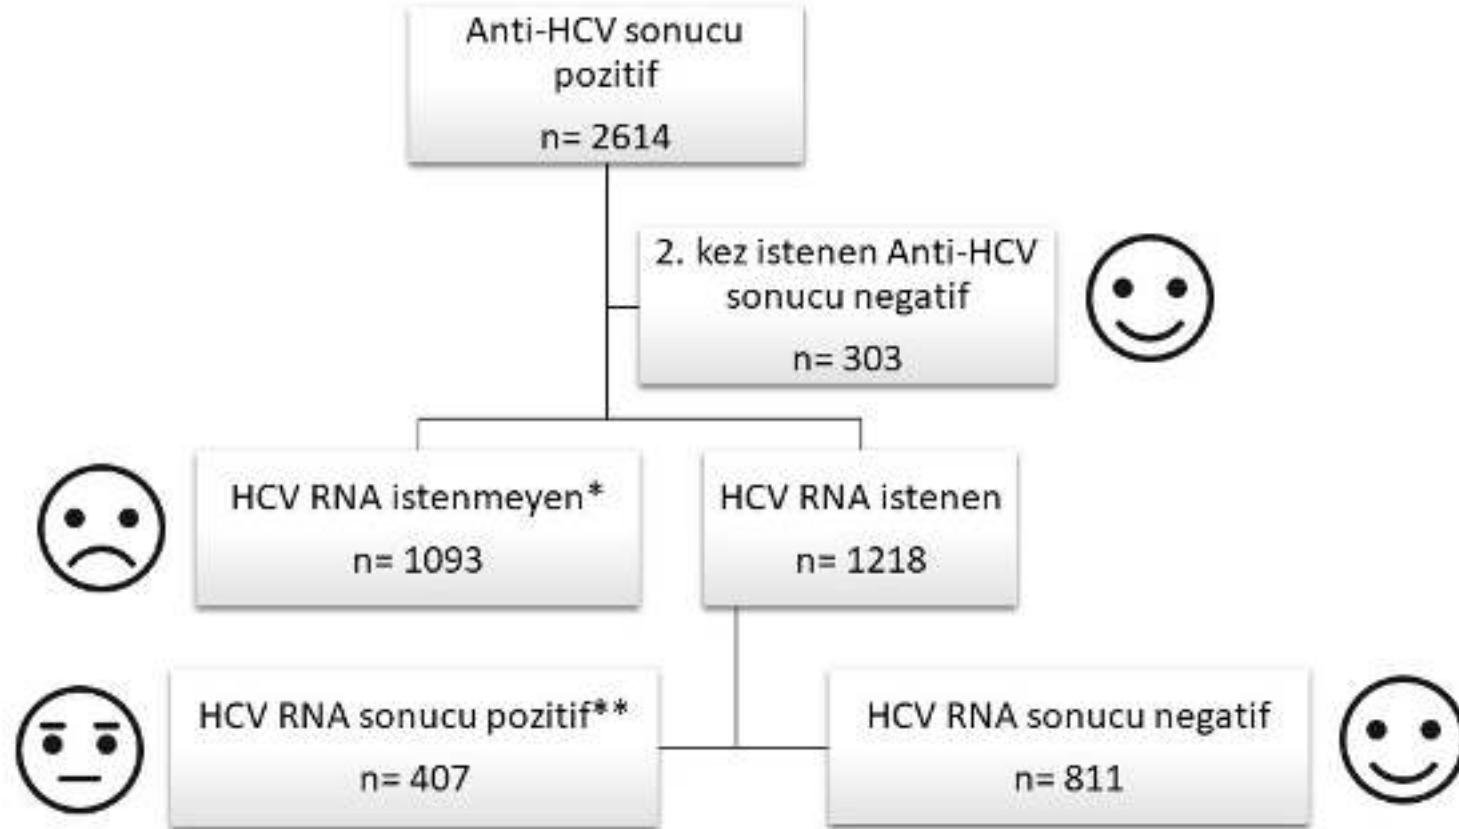 Anti-HCV sonucu
pozitif
n= 2614
2. kez istenen Anti-HCV
sonucu negatif
n= 303
HCV RNA istenmeyen*
n= 1093
HCV RNA istenen
n= 1218
HCV RNA sonucu pozitif**
n= 407
HCV RNA sonucu negatif
n= 811